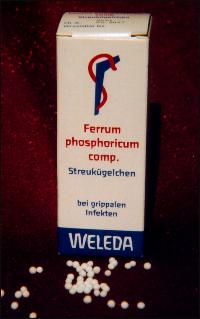 Ferrum
phosphoricum
comp.
Streukügelchen
bei grippalen
Infekten
WELEDA